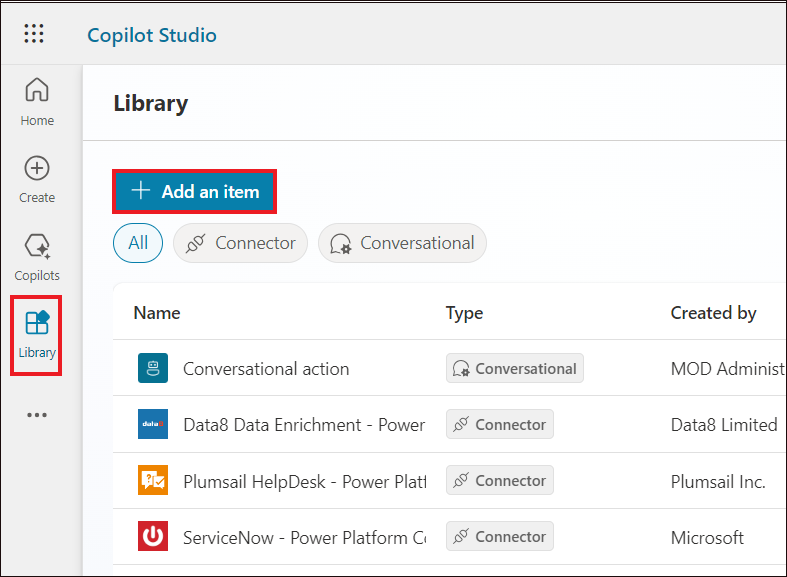 Copilot Studio
Home
Create
Copilots
Library
Library
Add an item
All Connector Conversational
Name Type Created by
Conversational action Conversational MOD Administ
data8 Data8 Data Enrichment - Power Connector Data8 Limited
Plumsail HelpDesk - Power Platf Connector Plumsail Inc.
ServiceNow - Power Platform Co Connector Microsoft